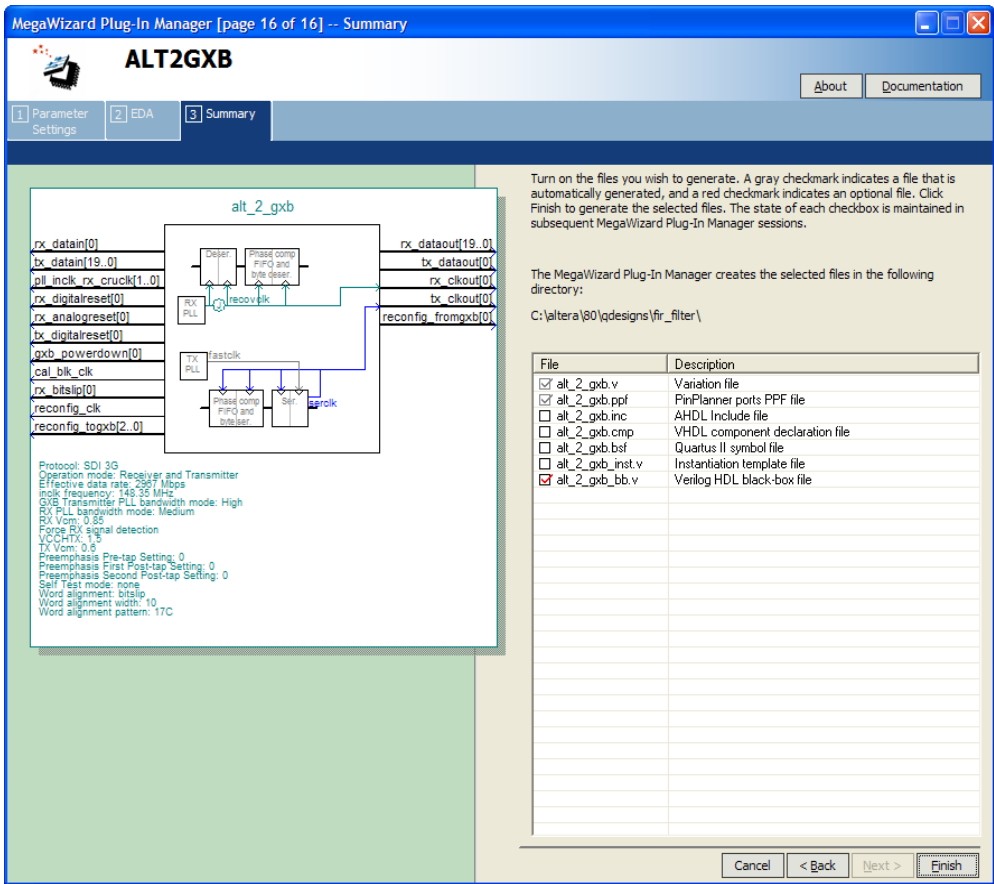 MegaWizard Plug-In Manager [page 16 of 16] -- Summary
ALT2GXB
About
Documentation
1 Parameter Settings
2 EDA
3 Summary
alt_2_gxb
rx_datain[0]
tx_datain[19..0]
pll_inclk_rx_cruclk[1..0]
rx_digitalreset[0]
rx_analogreset[0]
tx_digitalreset[0]
gxb_powerdown[0]
cal_blk_clk
rx_bitslip[0]
reconfig_clk
reconfig_togxb[2..0]
Deser.
Phase comp
FIFO and
byte deser.
RX
PLL
recovclk
TX
PLL
fastclk
Phase comp
FIFO and
byte ser.
Ser.
serclk
rx_dataout[19..0]
tx_dataout[0]
rx_clkout[0]
tx_clkout[0]
reconfig_fromgxb[0]
Protocol: SDI 3G
Operation mode: Receiver and Transmitter
Effective data rate: 2967 Mbps
inclk frequency: 148.35 MHz
GXB Transmitter PLL bandwidth mode: High
RX PLL bandwidth mode: Medium
RX Vcm: 0.85
Force RX signal detection
VCCHTX: 1.5
TX Vcm: 0.6
Preemphasis Pre-tap Setting: 0
Preemphasis First Post-tap Setting: 0
Preemphasis Second Post-tap Setting: 0
Self Test mode: none
Word alignment: bitslip
Word alignment width: 10
Word alignment pattern: 17C
Turn on the files you wish to generate. A gray checkmark indicates a file that is
automatically generated, and a red checkmark indicates an optional file. Click
Finish to generate the selected files. The state of each checkbox is maintained in
subsequent MegaWizard Plug-In Manager sessions.
The MegaWizard Plug-In Manager creates the selected files in the following
directory:
C:\altera\80\qdesigns\fir_filter\
File Description
alt_2_gxb.v Variation file
alt_2_gxb.ppf PinPlanner ports PPF file
alt_2_gxb.inc AHDL Include file
alt_2_gxb.cmp VHDL component declaration file
alt_2_gxb.bsf Quartus II symbol file
alt_2_gxb_inst.v Instantiation template file
alt_2_gxb_bb.v Verilog HDL black-box file
Cancel
< Back
Next >
Finish